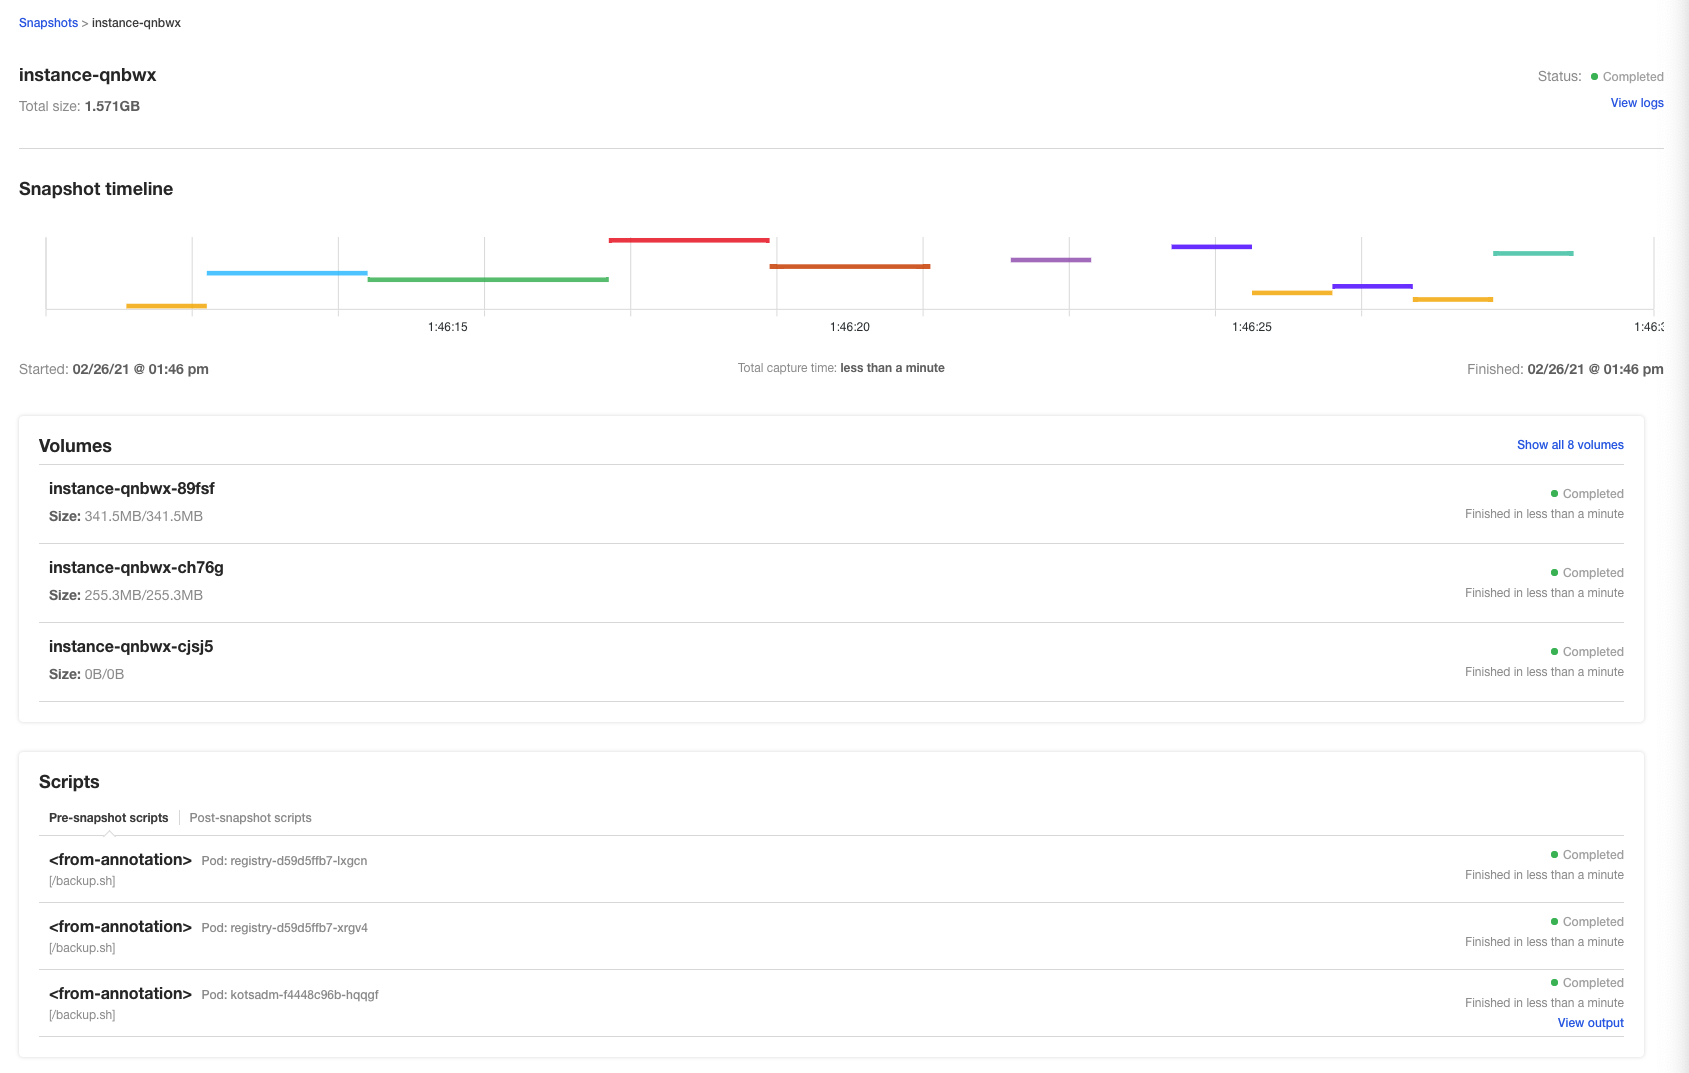 Snapshots > instance-qnbwx
instance-qnbwx
Status: Completed
Total size: 1.571GB
View logs
Snapshot timeline
1:46:15 1:46:20 1:46:25 1:46:3
Started: 02/26/21 @ 01:46 pm
Total capture time: less than a minute
Finished: 02/26/21 @ 01:46 pm
Volumes
Show all 8 volumes
instance-qnbwx-89fsf
Completed
Size: 341.5MB/341.5MB
Finished in less than a minute
instance-qnbwx-ch76g
Completed
Size: 255.3MB/255.3MB
Finished in less than a minute
instance-qnbwx-cjsj5
Completed
Size: 0B/0B
Finished in less than a minute
Scripts
Pre-snapshot scripts
Post-snapshot scripts
<from-annotation> Pod: registry-d59d5ffb7-lxgcn
Completed
[/backup.sh]
Finished in less than a minute
<from-annotation> Pod: registry-d59d5ffb7-xrgv4
Completed
[/backup.sh]
Finished in less than a minute
<from-annotation> Pod: kotsadm-f4448c96b-hqqgf
Completed
[/backup.sh]
Finished in less than a minute
View output